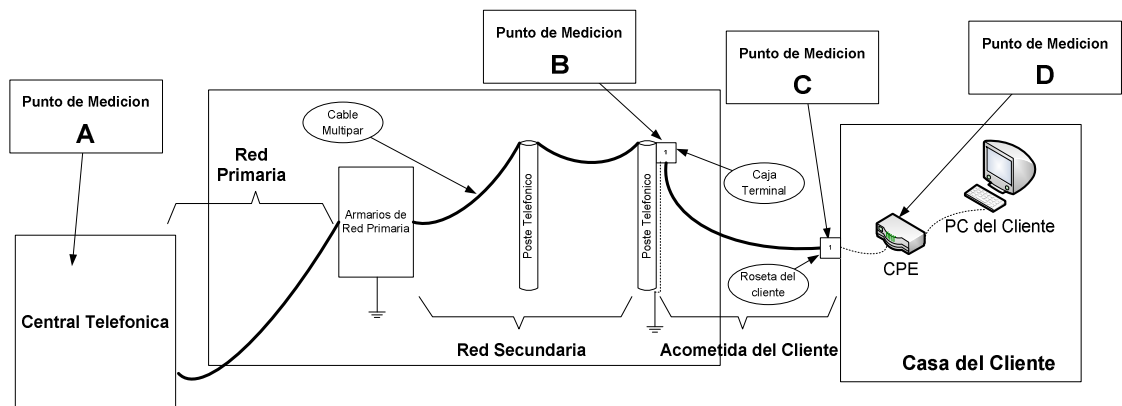 Punto de Medicion
A
Punto de Medicion
B
Punto de Medicion
C
Punto de Medicion
D
Cable
Multipar
Red
Primaria
Armarios de
Red Primaria
Poste Telefonico
Poste Telefonico
1
Caja
Terminal
1
Roseta del
cliente
CPE
PC del Cliente
Central Telefonica
Red Secundaria
Acometida del Cliente
Casa del Cliente